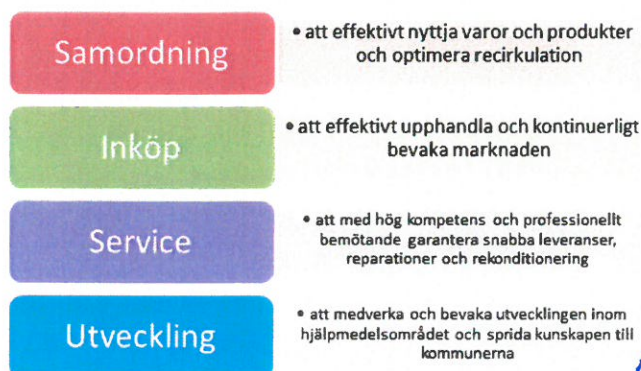 Samordning
• att effektivt nyttja varor och produkter
och optimera recirkulation
Inköp
• att effektivt upphandla och kontinuerligt
bevaka marknaden
Service
• att med hög kompetens och professionellt
bemötande garantera snabba leveranser,
reparationer och rekonditionering
Utveckling
• att medverka och bevaka utvecklingen inom
hjälpmedelsområdet och sprida kunskapen till
kommunerna